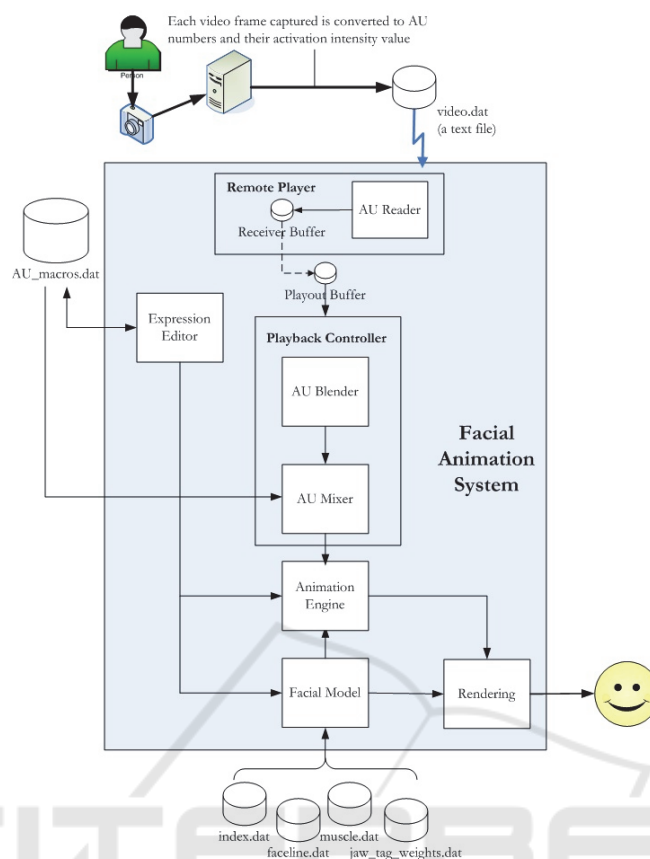 Each video frame captured is converted to AU
numbers and their activation intensity value
Person
video.dat
(a text file)
Remote Player
AU Reader
Receiver Buffer
AU_macros.dat
Playout Buffer
Expression
Editor
Playback Controller
AU Blender
Facial
Animation
System
AU Mixer
Animation
Engine
Facial Model
Rendering
index.dat
muscle.dat
faceline.dat
jaw_tag_weights.dat